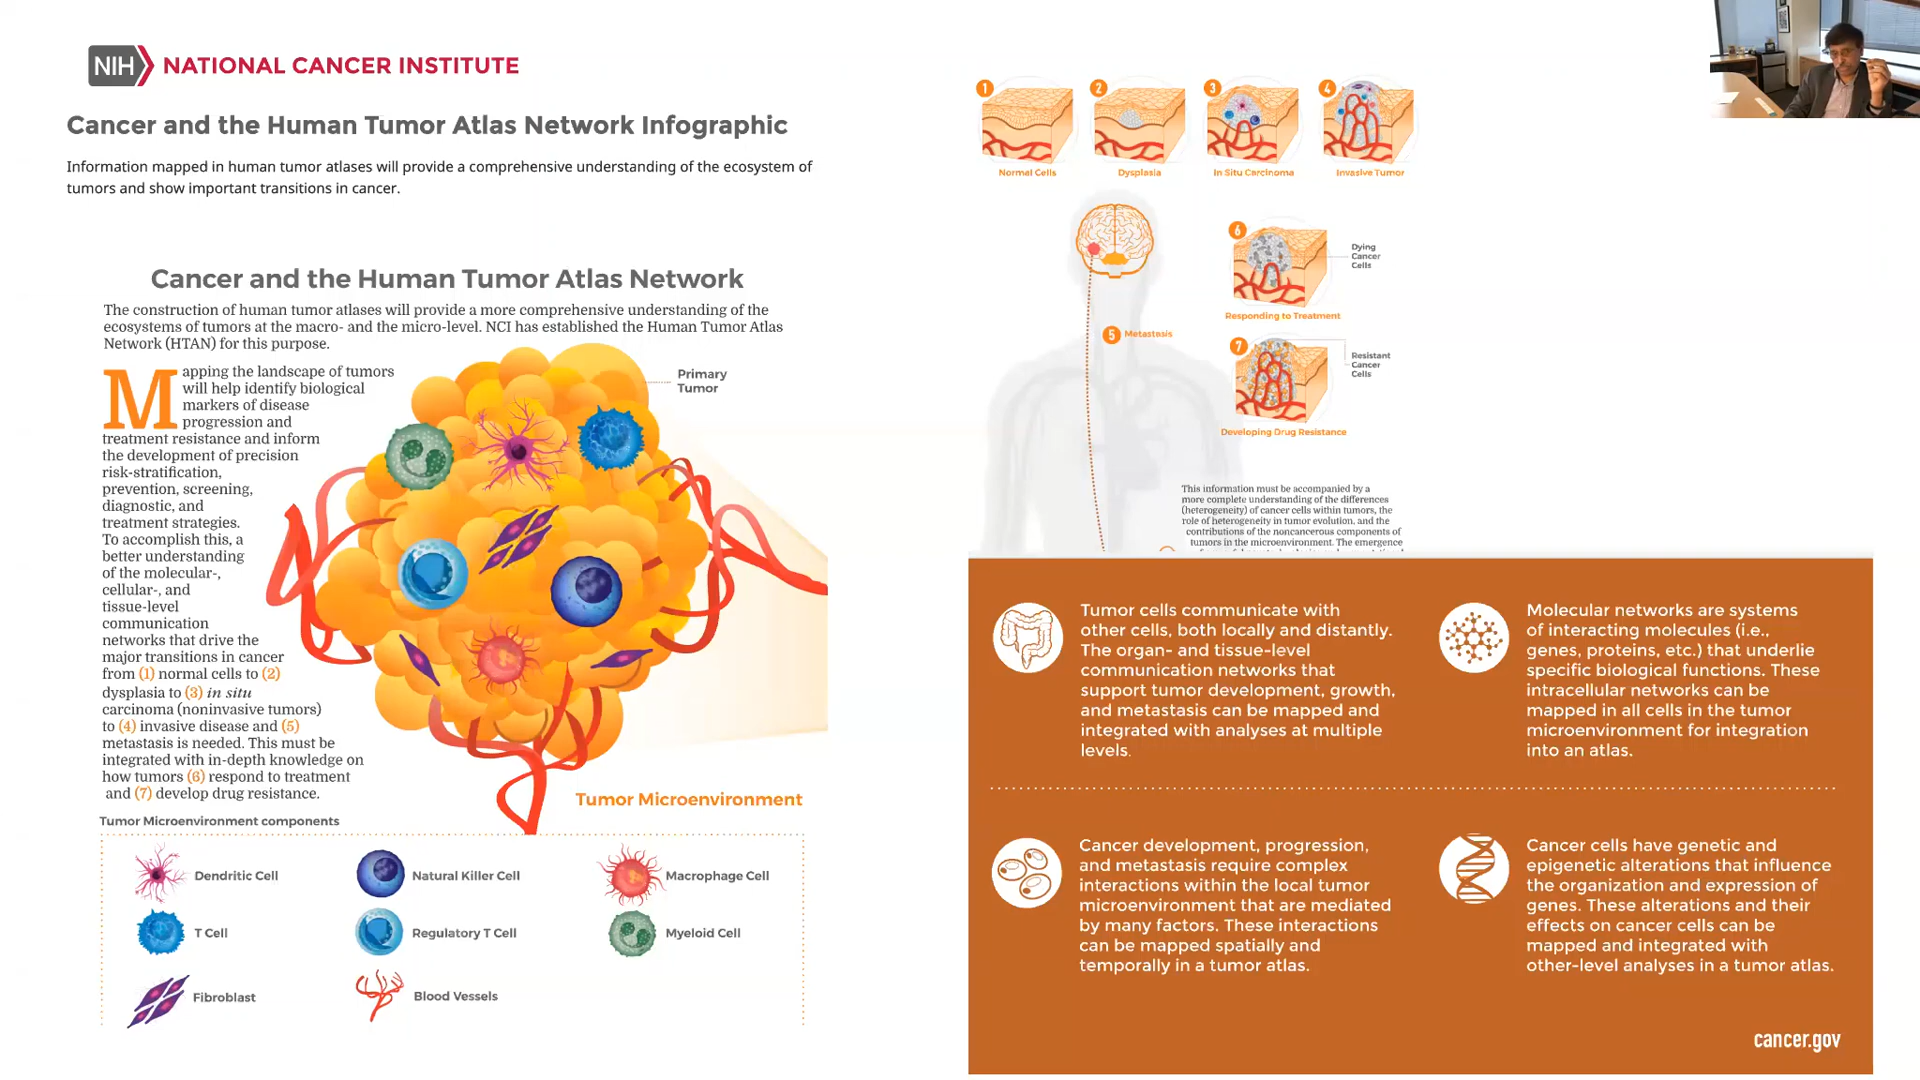 NIH NATIONAL CANCER INSTITUTE
Cancer and the Human Tumor Atlas Network Infographic
Information mapped in human tumor atlases will provide a comprehensive understanding of the ecosystem of
tumors and show important transitions in cancer.
Cancer and the Human Tumor Atlas Network
The construction of human tumor atlases will provide a more comprehensive understanding of the
ecosystems of tumors at the macro- and the micro-level. NCI has established the Human Tumor Atlas
Network (HTAN) for this purpose.
Mapping the landscape of tumors
will help identify biological
markers of disease
progression and
treatment resistance and inform
the development of precision
risk-stratification,
prevention, screening,
diagnostic, and
treatment strategies.
To accomplish this, a
better understanding
of the molecular-,
cellular-, and
tissue-level
communication
networks that drive the
major transitions in cancer
from (1) normal cells to (2)
dysplasia to (3) in situ
carcinoma (noninvasive tumors)
to (4) invasive disease and (5)
metastasis is needed. This must be
integrated with in-depth knowledge on
how tumors (6) respond to treatment
and (7) develop drug resistance.
Primary
Tumor
Tumor Microenvironment
Tumor Microenvironment components
Dendritic Cell
Natural Killer Cell
Macrophage Cell
T Cell
Regulatory T Cell
Myeloid Cell
Fibroblast
Blood Vessels
1
2
3
4
Normal Cells
Dysplasia
In Situ Carcinoma
Invasive Tumor
6
Dying
Cancer
Cells
Responding to Treatment
5 Metastasis
7
Resistant
Cancer
Cells
Developing Drug Resistance
This information must be accompanied by a
more complete understanding of the differences
(heterogeneity) of cancer cells within tumors, the
role of heterogeneity in tumor evolution, and the
contributions of the noncancerous components of
tumors in the microenvironment. The emergence
Tumor cells communicate with
other cells, both locally and distantly.
The organ- and tissue-level
communication networks that
support tumor development, growth,
and metastasis can be mapped and
integrated with analyses at multiple
levels.
Molecular networks are systems
of interacting molecules (i.e.,
genes, proteins, etc.) that underlie
specific biological functions. These
intracellular networks can be
mapped in all cells in the tumor
microenvironment for integration
into an atlas.
Cancer development, progression,
and metastasis require complex
interactions within the local tumor
microenvironment that are mediated
by many factors. These interactions
can be mapped spatially and
temporally in a tumor atlas.
Cancer cells have genetic and
epigenetic alterations that influence
the organization and expression of
genes. These alterations and their
effects on cancer cells can be
mapped and integrated with
other-level analyses in a tumor atlas.
cancer.gov